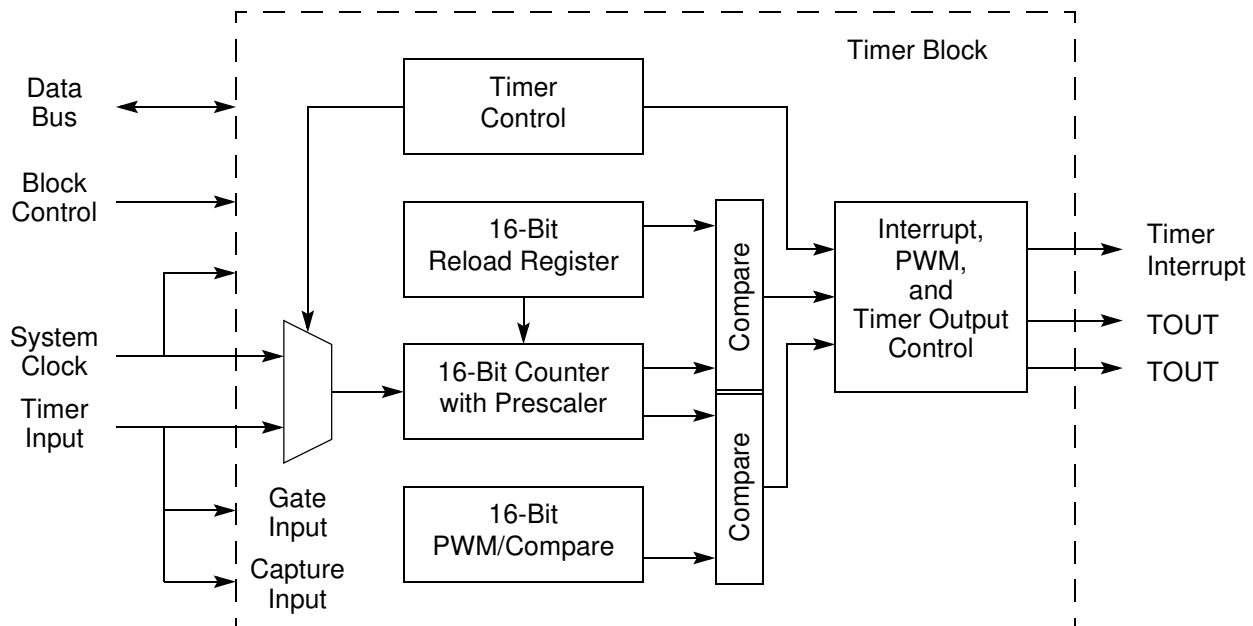 Timer Block
Data
Bus
Timer
Control
Block
Control
16-Bit
Reload Register
Compare
Interrupt,
PWM,
and
Timer Output
Control
Timer
Interrupt
TOUT
TOUT
System
Clock
16-Bit Counter
with Prescaler
Timer
Input
Compare
Gate
Input
16-Bit
PWM/Compare
Capture
Input